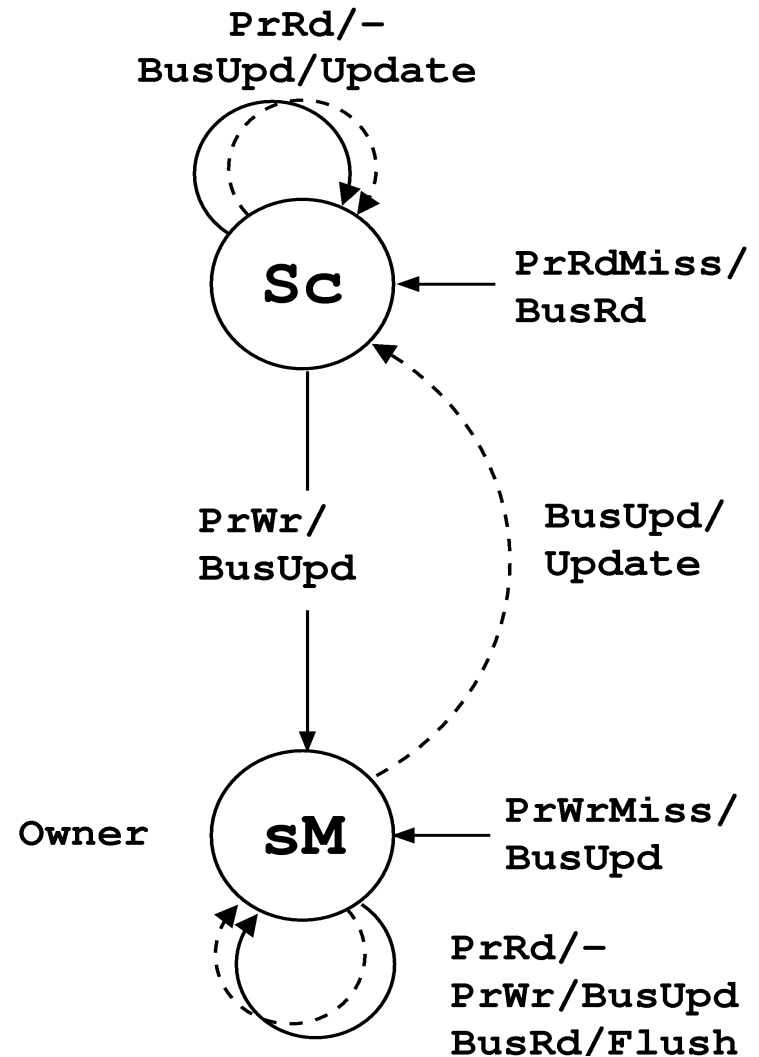 PrRd/-
BusUpd/Update
Sc
PrRdMiss/
BusRd
PrWr/
BusUpd
BusUpd/
Update
Owner
sM
PrWrMiss/
BusUpd
PrRd/-
PrWr/BusUpd
BusRd/Flush